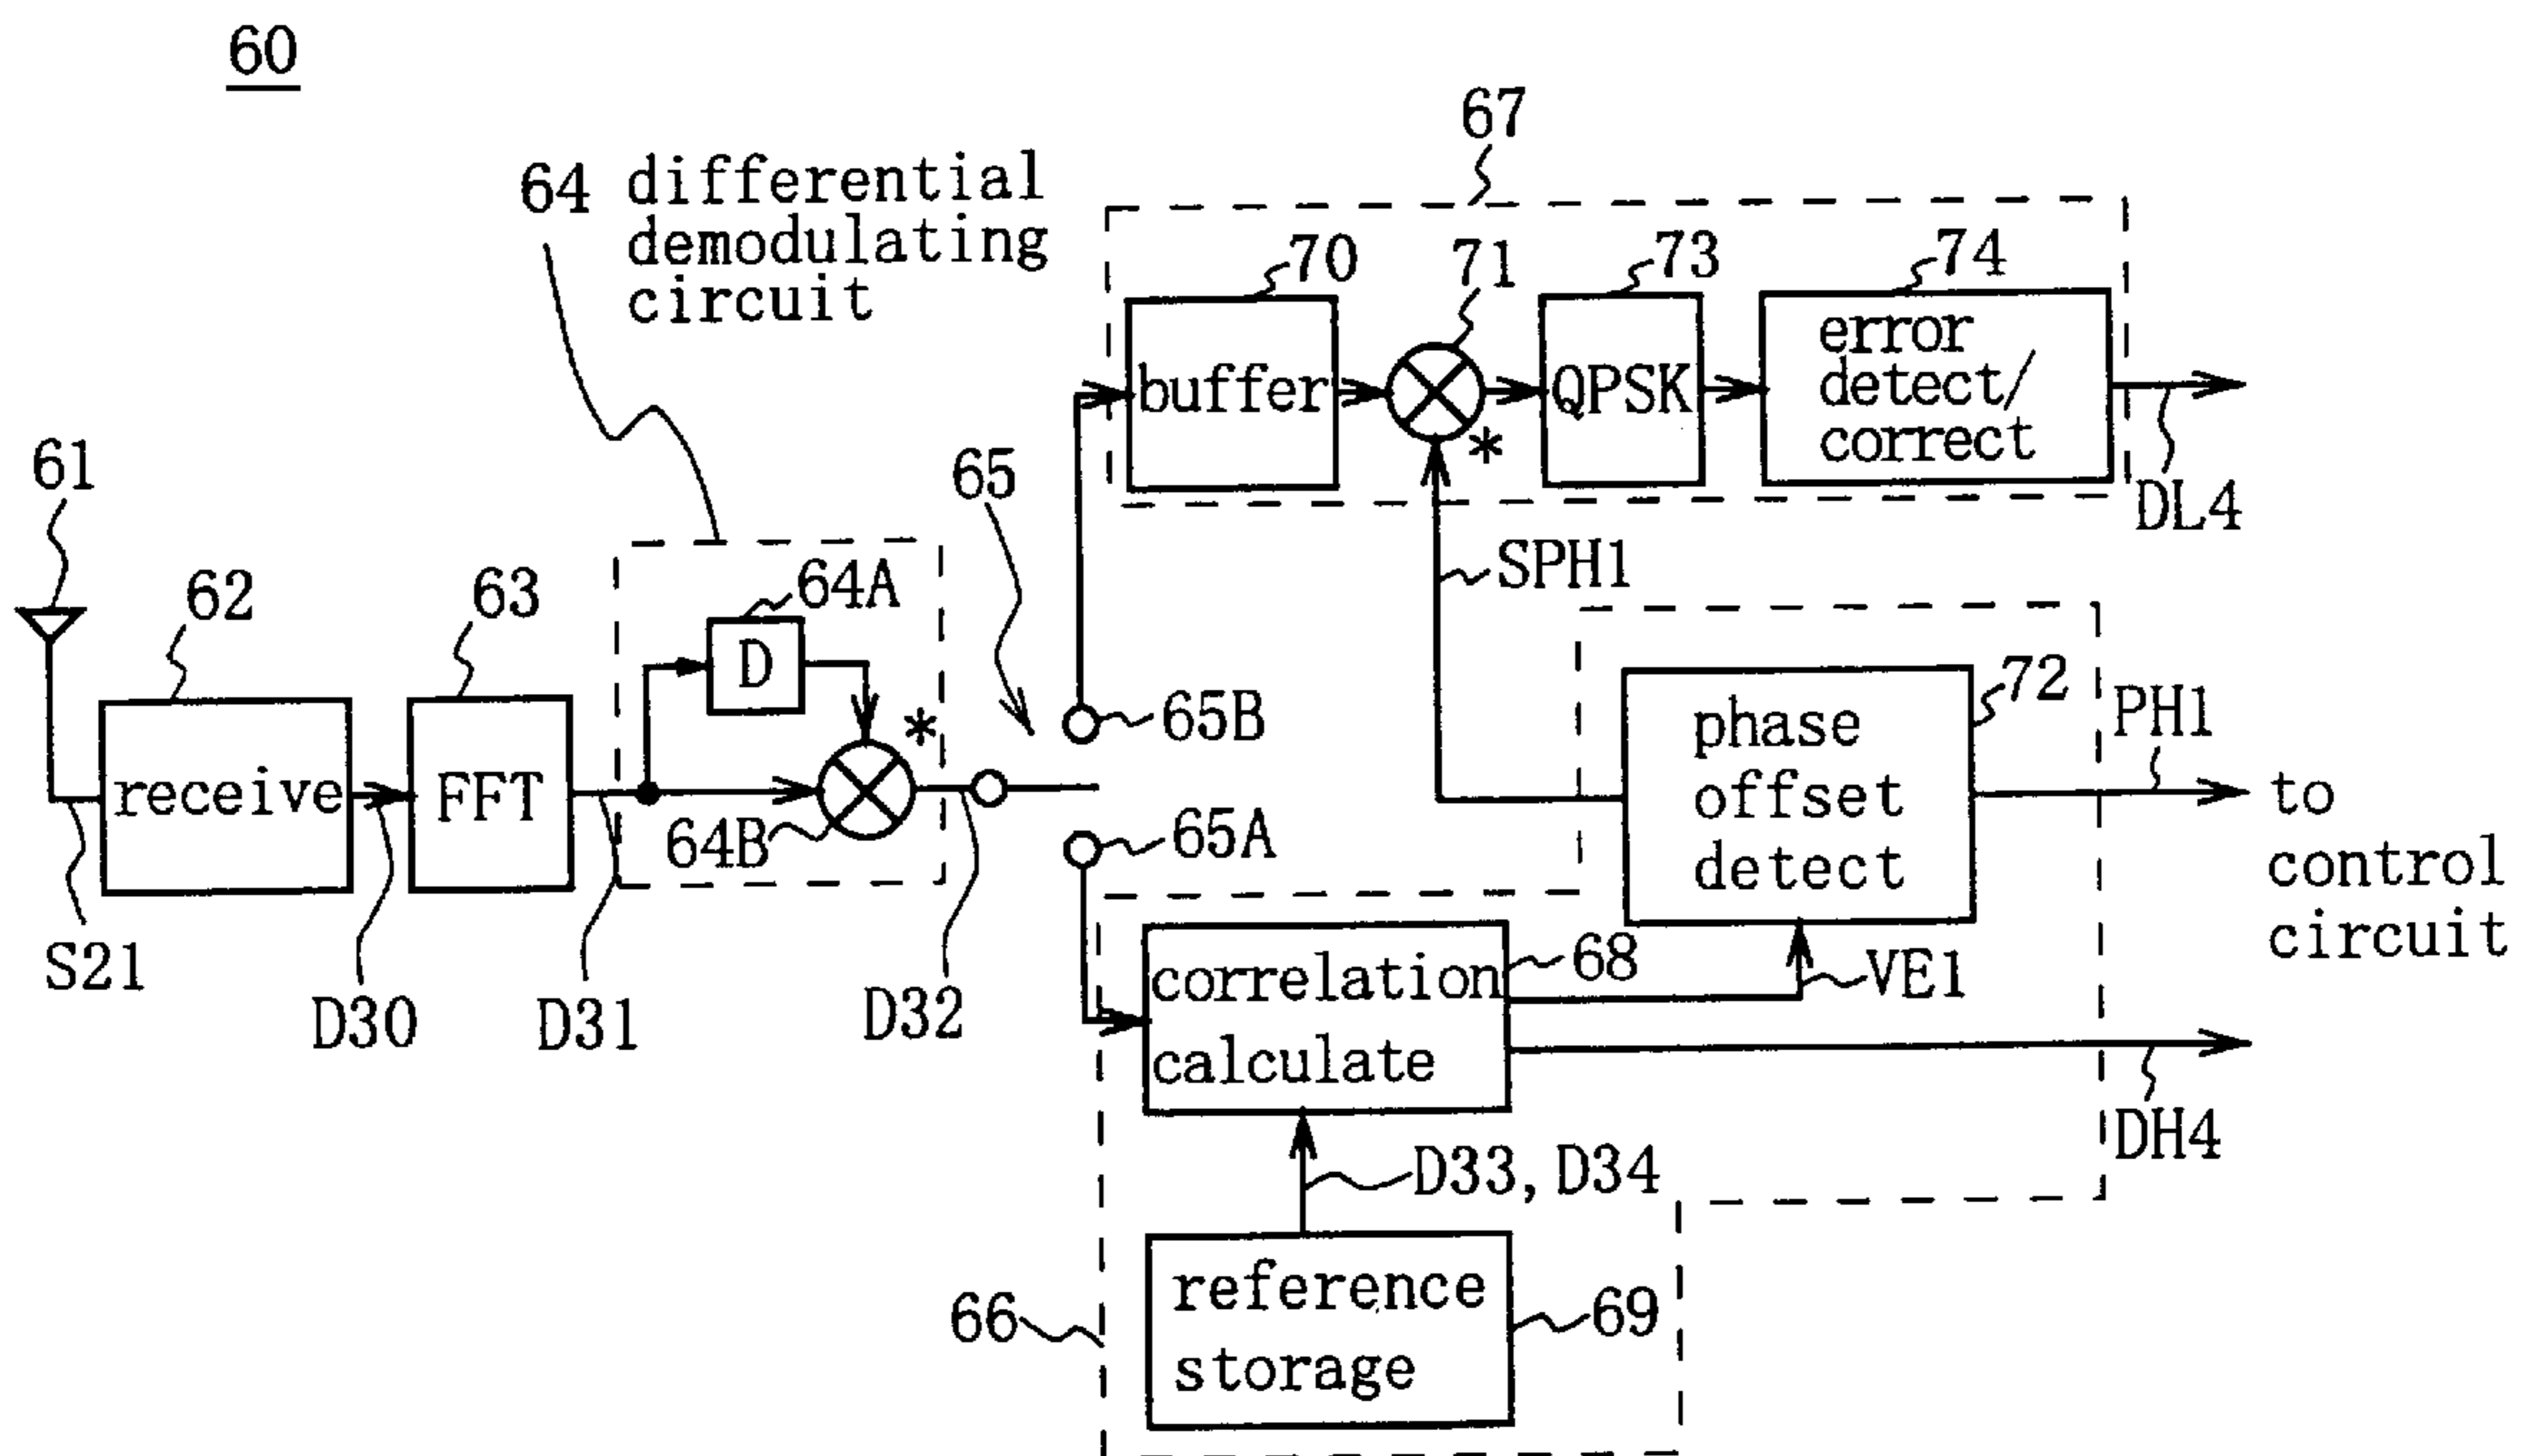 60
67
64 differential
demodulating
circuit
70
71
73
74
buffer
*
QPSK
error
detect/
correct
DL4
61
65
SPH1
62
63
64A
D
*
65B
72
PH1
receive
FFT
64B
65A
phase
offset
detect
to
control
circuit
S21
D30
D31
D32
correlation
calculate
68
VE1
DH4
D33, D34
66
reference
storage
69